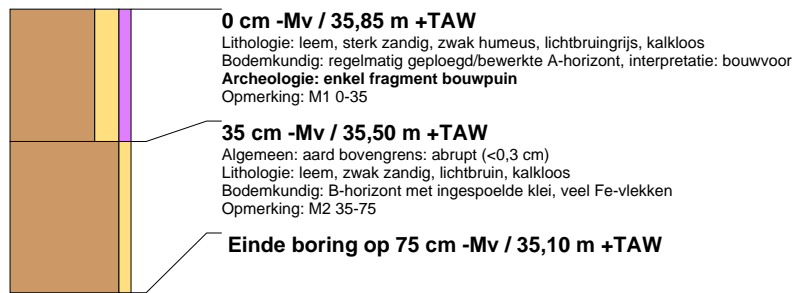 0 cm -Mv / 35,85 m +TAW
Lithologie: leem, sterk zandig, zwak humeus, lichtbruingrijs, kalkloos
Bodemkundig: regelmatig geploegd/bewerkte A-horizont, interpretatie: bouwvoor
Archeologie: enkel fragment bouwpuin
Opmerking: M1 0-35
35 cm -Mv / 35,50 m +TAW
Algemeen: aard bovengrens: abrupt (<0,3 cm)
Lithologie: leem, zwak zandig, lichtbruin, kalkloos
Bodemkundig: B-horizont met ingespoelde klei, veel Fe-vlekken
Opmerking: M2 35-75
Einde boring op 75 cm -Mv / 35,10 m +TAW